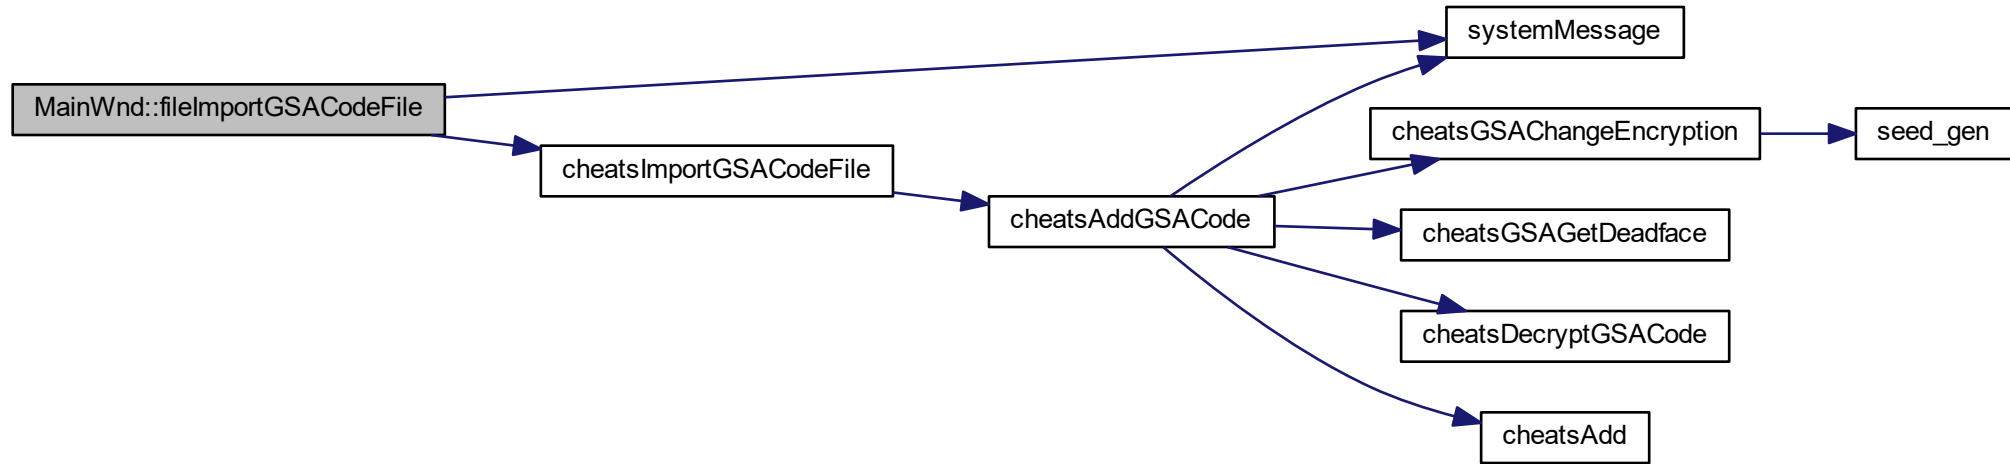 MainWnd::fileImportGSACodeFile
cheatsImportGSACodeFile
cheatsAddGSACode
systemMessage
cheatsGSAChangeEncryption
seed_gen
cheatsGSAGetDeadface
cheatsDecryptGSACode
cheatsAdd